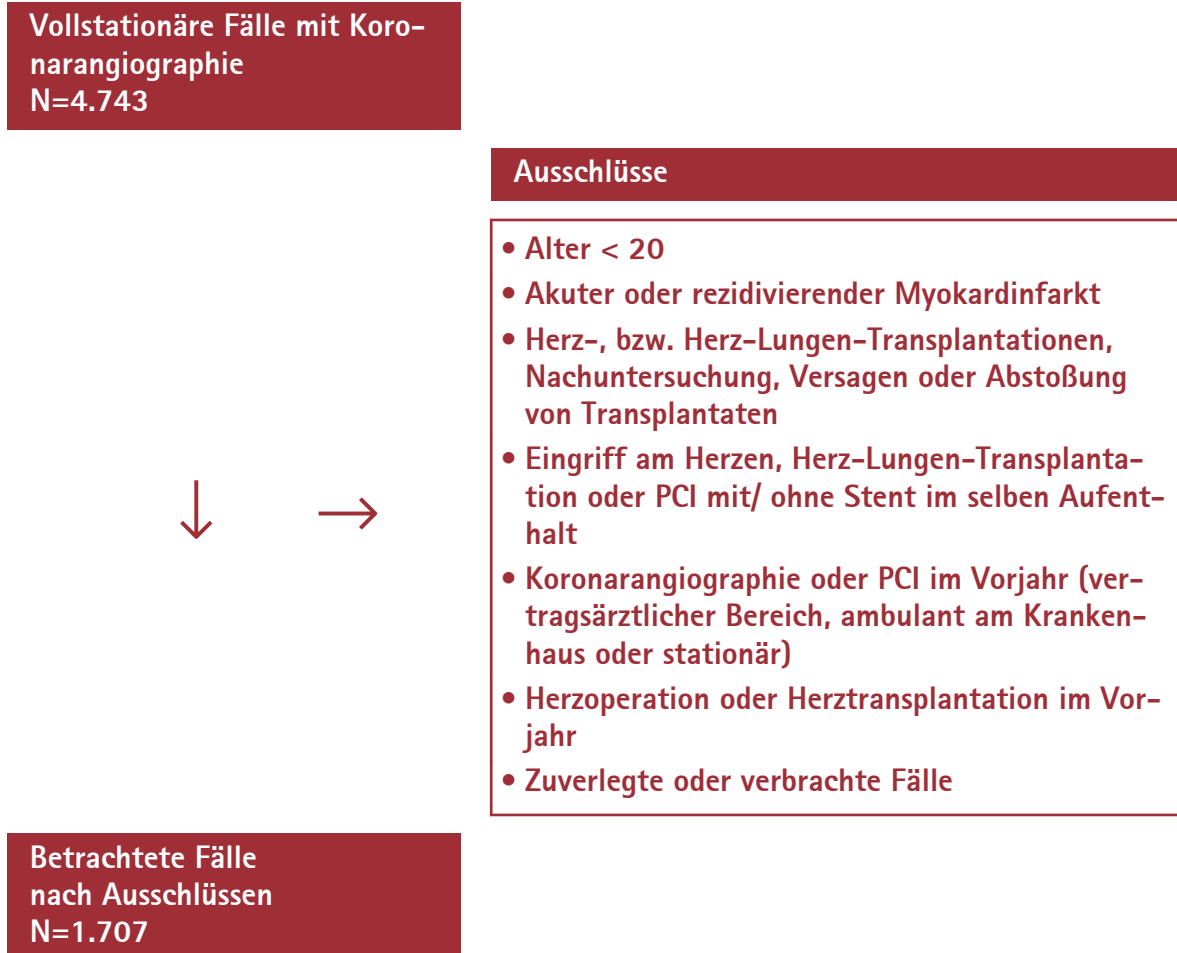 Vollstationäre Fälle mit Koro-
narangiographie
N=4.743
Ausschlüsse
• Alter < 20
• Akuter oder rezidivierender Myokardinfarkt
• Herz-, bzw. Herz-Lungen-Transplantationen,
Nachuntersuchung, Versagen oder Abstoßung
von Transplantaten
• Eingriff am Herzen, Herz-Lungen-Transplanta-
tion oder PCI mit/ ohne Stent im selben Aufent-
halt
• Koronarangiographie oder PCI im Vorjahr (ver-
tragsärztlicher Bereich, ambulant am Kranken-
haus oder stationär)
• Herzoperation oder Herztransplantation im Vor-
jahr
• Zuverlegte oder verbrachte Fälle
Betrachtete Fälle
nach Ausschlüssen
N=1.707